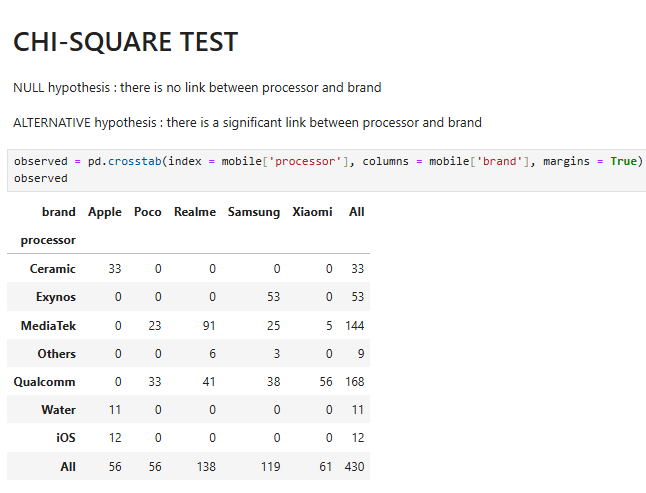 CHI-SQUARE TEST
NULL hypothesis : there is no link between processor and brand
ALTERNATIVE hypothesis : there is a significant link between processor and brand
observed = pd.crosstab(index = mobile['processor'], columns = mobile['brand'], margins = True)
observed
brand Apple Poco Realme Samsung Xiaomi All
processor
Ceramic 33 0 0 0 0 33
Exynos 0 0 0 53 0 53
MediaTek 0 23 91 25 5 144
Others 0 0 6 3 0 9
Qualcomm 0 33 41 38 56 168
Water 11 0 0 0 0 11
iOS 12 0 0 0 0 12
All 56 56 138 119 61 430